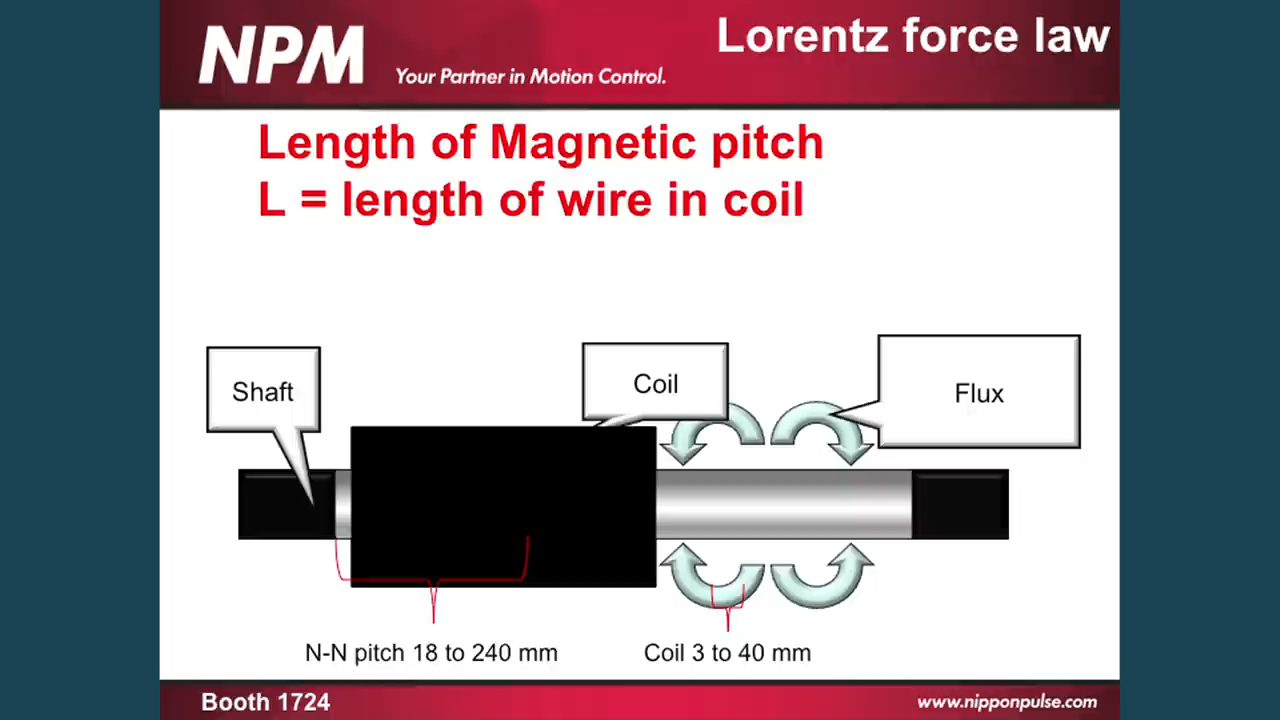 NPM
Your Partner in Motion Control.
Lorentz force law
Length of Magnetic pitch
L = length of wire in coil
Shaft
Coil
Flux
N-N pitch 18 to 240 mm
Coil 3 to 40 mm
Booth 1724
www.nipponpulse.com